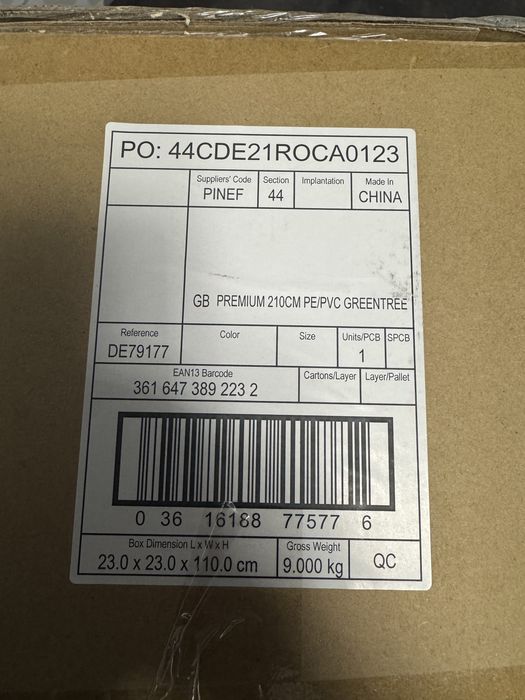 PO: 44CDE21ROCA0123
Suppliers' Code Section Implantation Made In
PINEF 44 CHINA
GB PREMIUM 210CM PE/PVC GREENTREE
Reference Color Size Units/PCB SPCB
DE79177 1
EAN13 Barcode Cartons/Layer Layer/Pallet
361 647 389 223 2
0 36 16188 77577 6
Box Dimension L x W x H Gross Weight
23.0 x 23.0 x 110.0 cm 9.000 kg QC